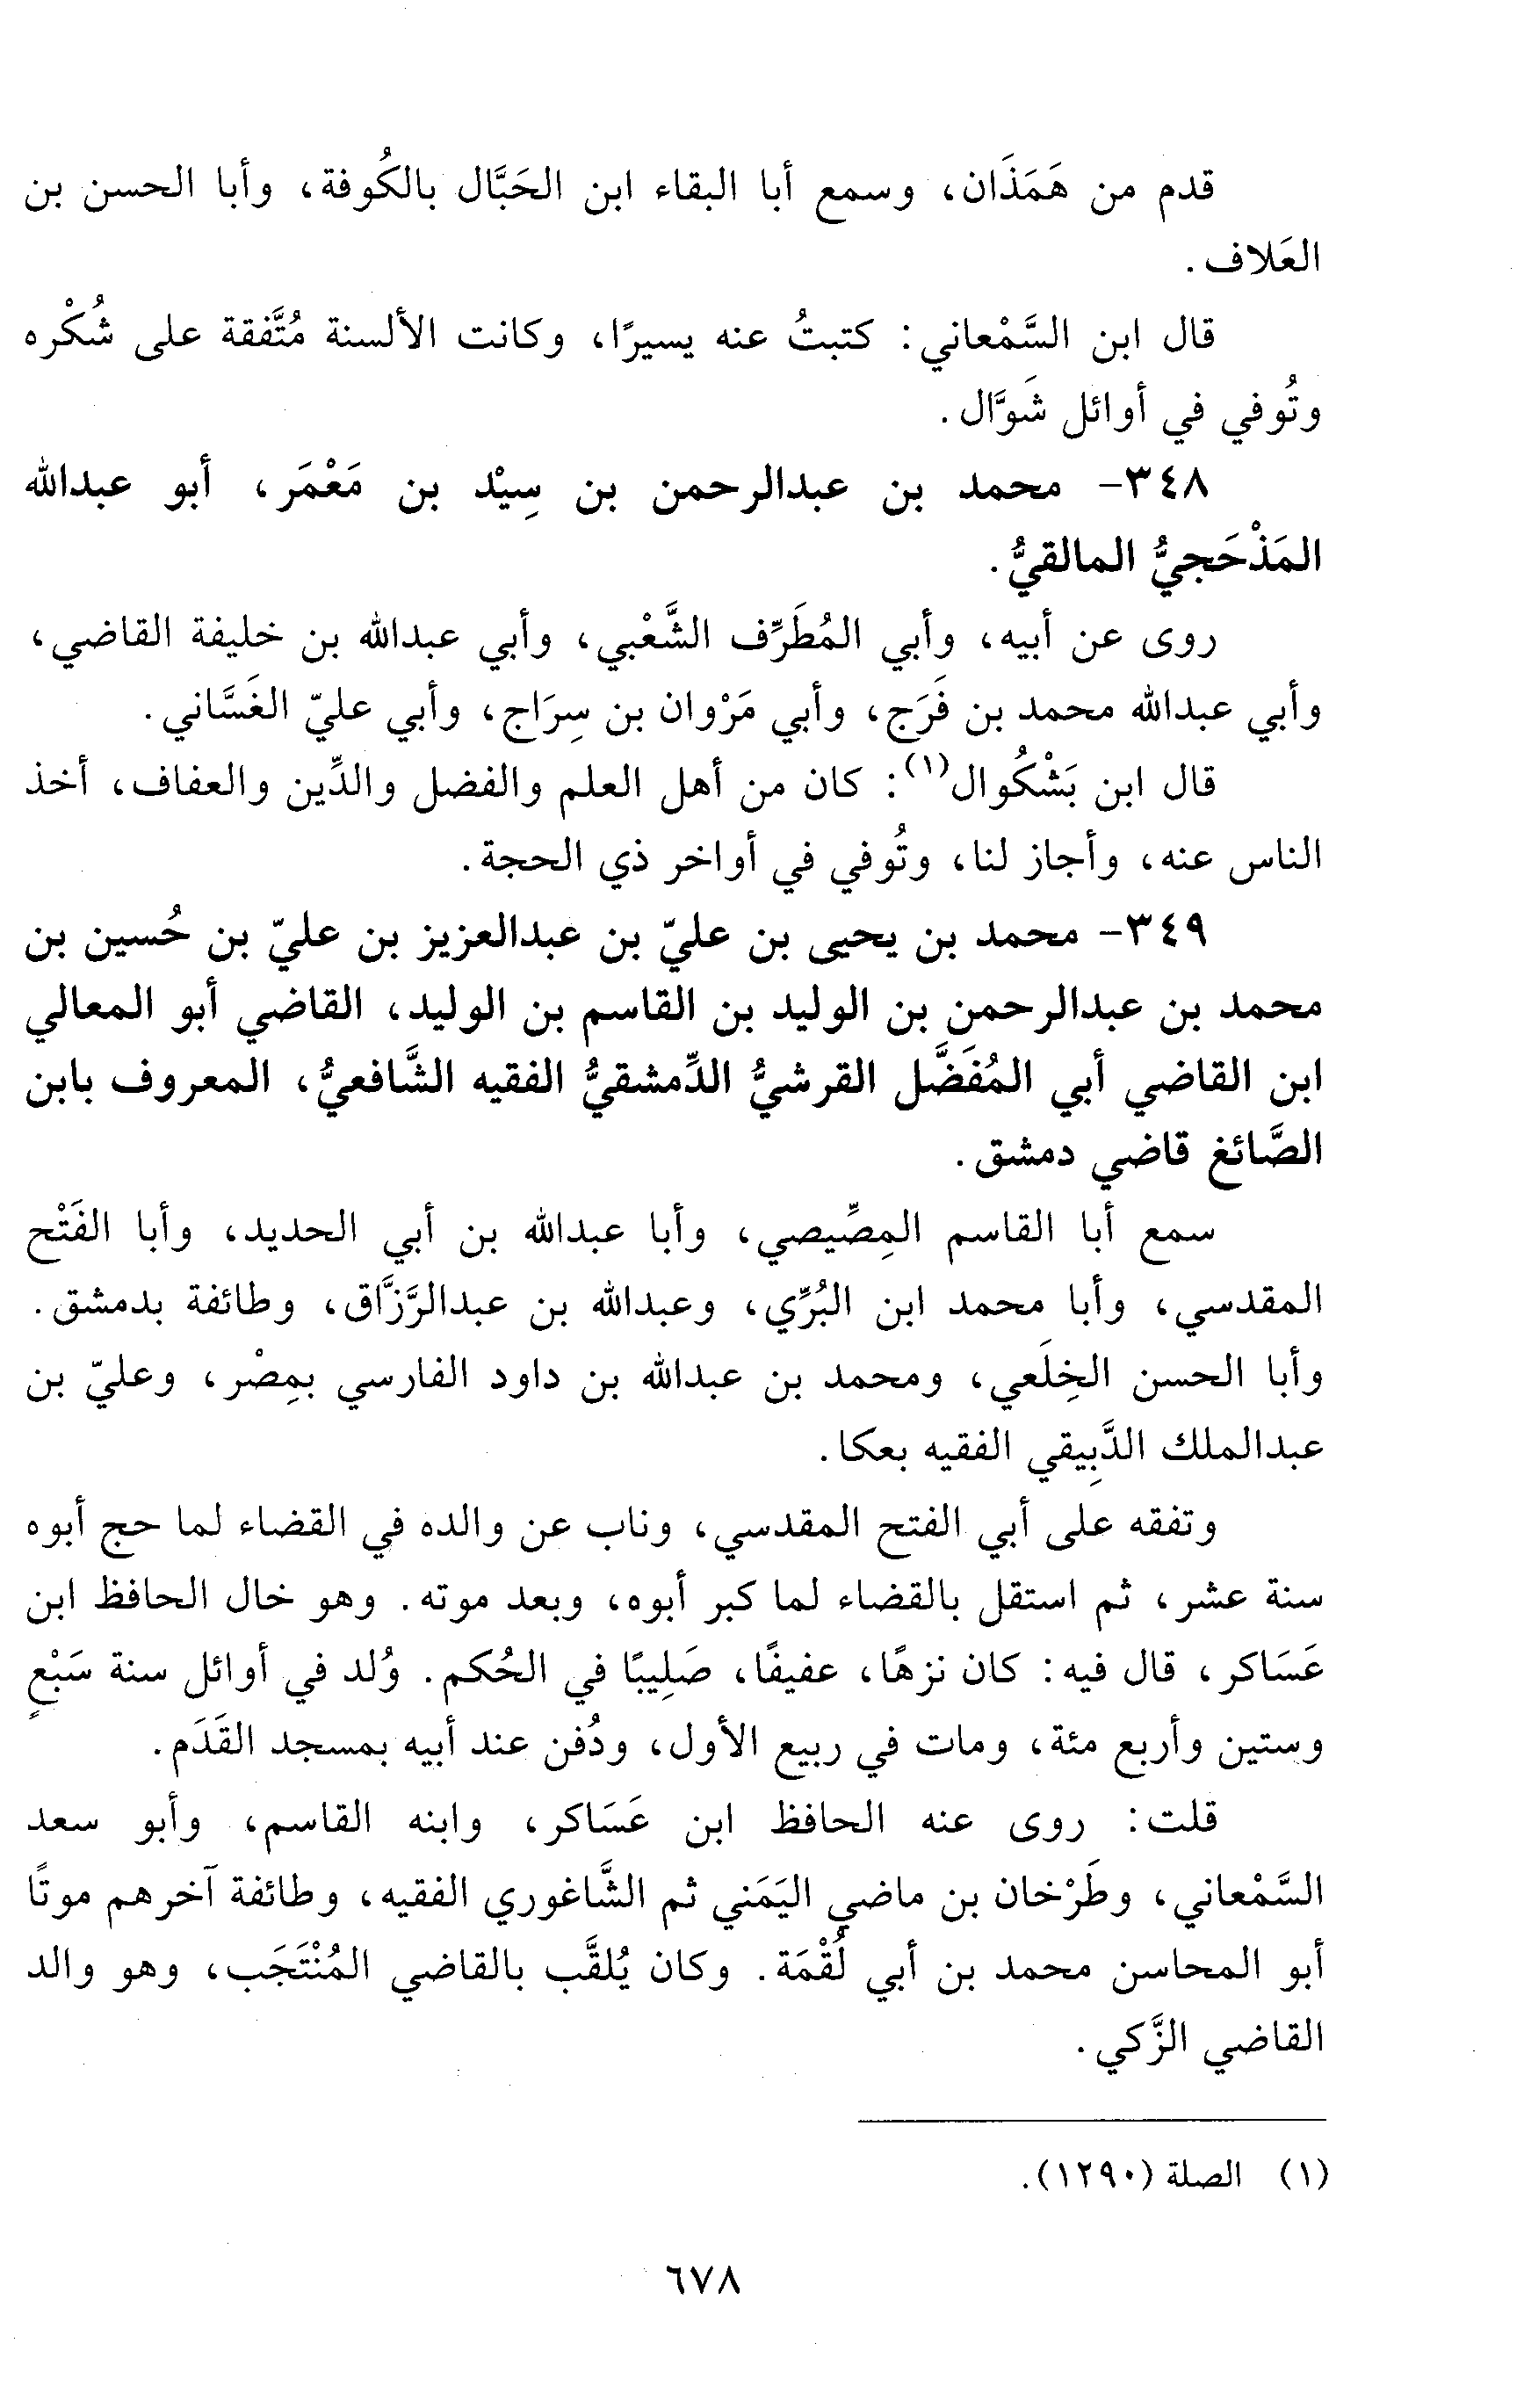 قدم من هَمَذَان، وسمع أبا البقاء ابن الحَبَّال بالكُوفة، وأبا الحسن بن
العَلاف.
قال ابن السَّمْعاني: كتبتُ عنه يسيرًا، وكانت الألسنة مُتَّفقة على شُكْره
وتُوفي في أوائل شَوَّال.
٣٤٨- محمد بن عبدالرحمن بن سِيْد بن مَعْمَر، أبو عبدالله
المَذْحَجيُّ المالقيُّ.
روى عن أبيه، وأبي المُطَرِّف الشَّعْبي، وأبي عبدالله بن خليفة القاضي،
وأبي عبدالله محمد بن فَرَج، وأبي مَرْوان بن سِرَاج، وأبي عليّ الغَسَّاني.
قال ابن بَشْكُوال(١): كان من أهل العلم والفضل والدِّين والعفاف، أخذ
الناس عنه، وأجاز لنا، وتُوفي في أواخر ذي الحجة.
٣٤٩- محمد بن يحيى بن عليّ بن عبدالعزيز بن عليّ بن حُسين بن
محمد بن عبدالرحمن بن الوليد بن القاسم بن الوليد، القاضي أبو المعالي
ابن القاضي أبي المُفَضَّل القرشيُّ الدِّمشقيُّ الفقيه الشَّافعيُّ، المعروف بابن
الصَّائغ قاضي دمشق.
سمع أبا القاسم المِصِّيصي، وأبا عبدالله بن أبي الحديد، وأبا الفَتْح
المقدسي، وأبا محمد ابن البُرِّي، وعبدالله بن عبدالرَّزَّاق، وطائفة بدمشق.
وأبا الحسن الخِلَعي، ومحمد بن عبدالله بن داود الفارسي بمِصْر، وعليّ بن
عبدالملك الدَّبِيقي الفقيه بعكا.
وتفقه على أبي الفتح المقدسي، وناب عن والده في القضاء لما حج أبوه
سنة عشر، ثم استقل بالقضاء لما كبر أبوه، وبعد موته. وهو خال الحافظ ابن
عَسَاكر، قال فيه: كان نزهًا، عفيفًا، صَلِيبًا في الحُكم. وُلد في أوائل سنة سَبْعٍ
وستين وأربع مئة، ومات في ربيع الأول، ودُفن عند أبيه بمسجد القَدَم.
قلت: روى عنه الحافظ ابن عَسَاكر، وابنه القاسم، وأبو سعد
السَّمْعاني، وطَرْخان بن ماضي اليَمَني ثم الشَّاغوري الفقيه، وطائفة آخرهم موتًا
أبو المحاسن محمد بن أبي لُقْمَة. وكان يُلقَّب بالقاضي المُنْتَجَب، وهو والد
القاضي الزَّكي.
(١) الصلة (١٢٩٠).
٦٧٨